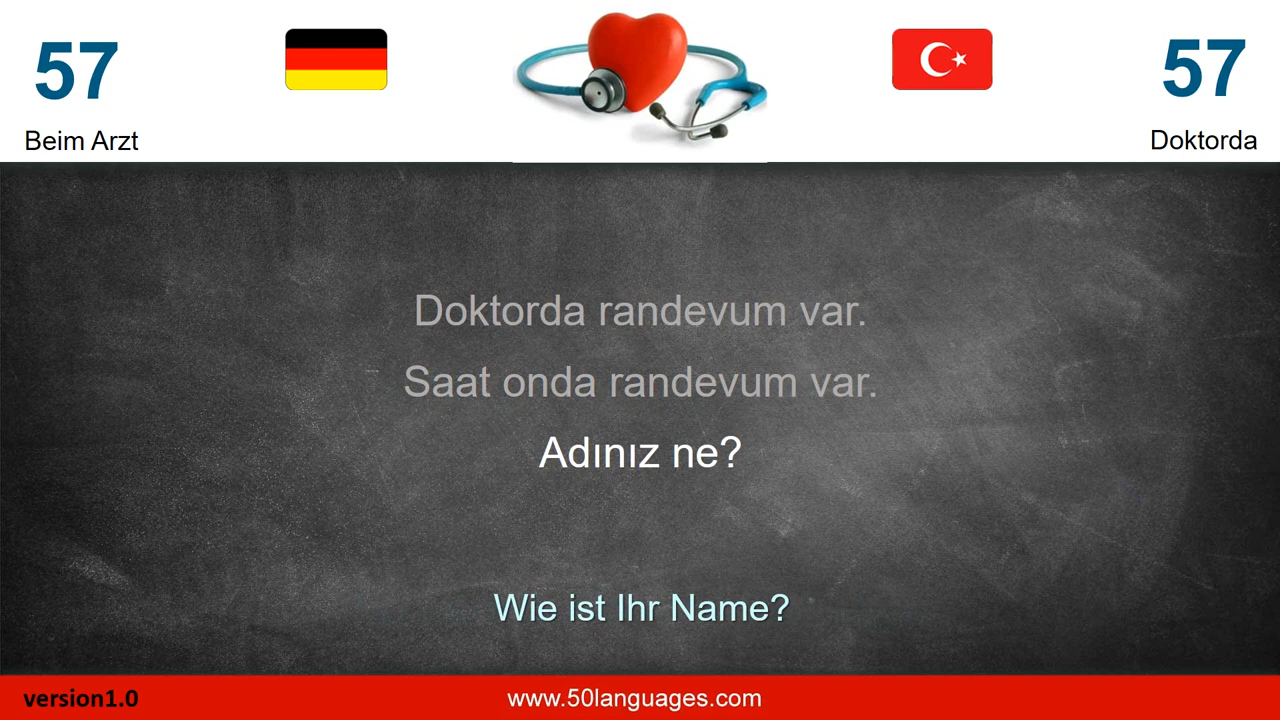 57
57
Beim Arzt
Doktorda
Doktorda randevum var.
Saat onda randevum var.
Adınız ne?
Wie ist Ihr Name?
version1.0
www.50languages.com